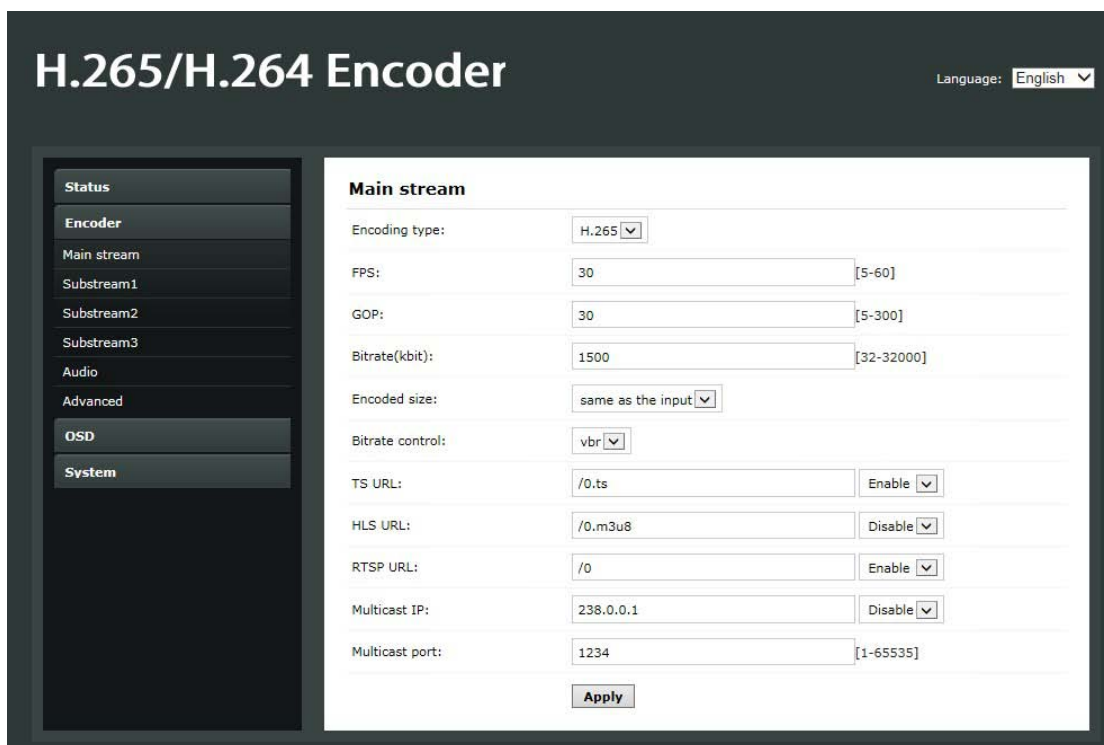 H.265/H.264 Encoder
Language: English
Status
Encoder
Main stream
Substream1
Substream2
Substream3
Audio
Advanced
OSD
System
Main stream
Encoding type: H.265
FPS: 30 [5-60]
GOP: 30 [5-300]
Bitrate(kbit): 1500 [32-32000]
Encoded size: same as the input
Bitrate control: vbr
TS URL: /0.ts Enable
HLS URL: /0.m3u8 Disable
RTSP URL: /0 Enable
Multicast IP: 238.0.0.1 Disable
Multicast port: 1234 [1-65535]
Apply